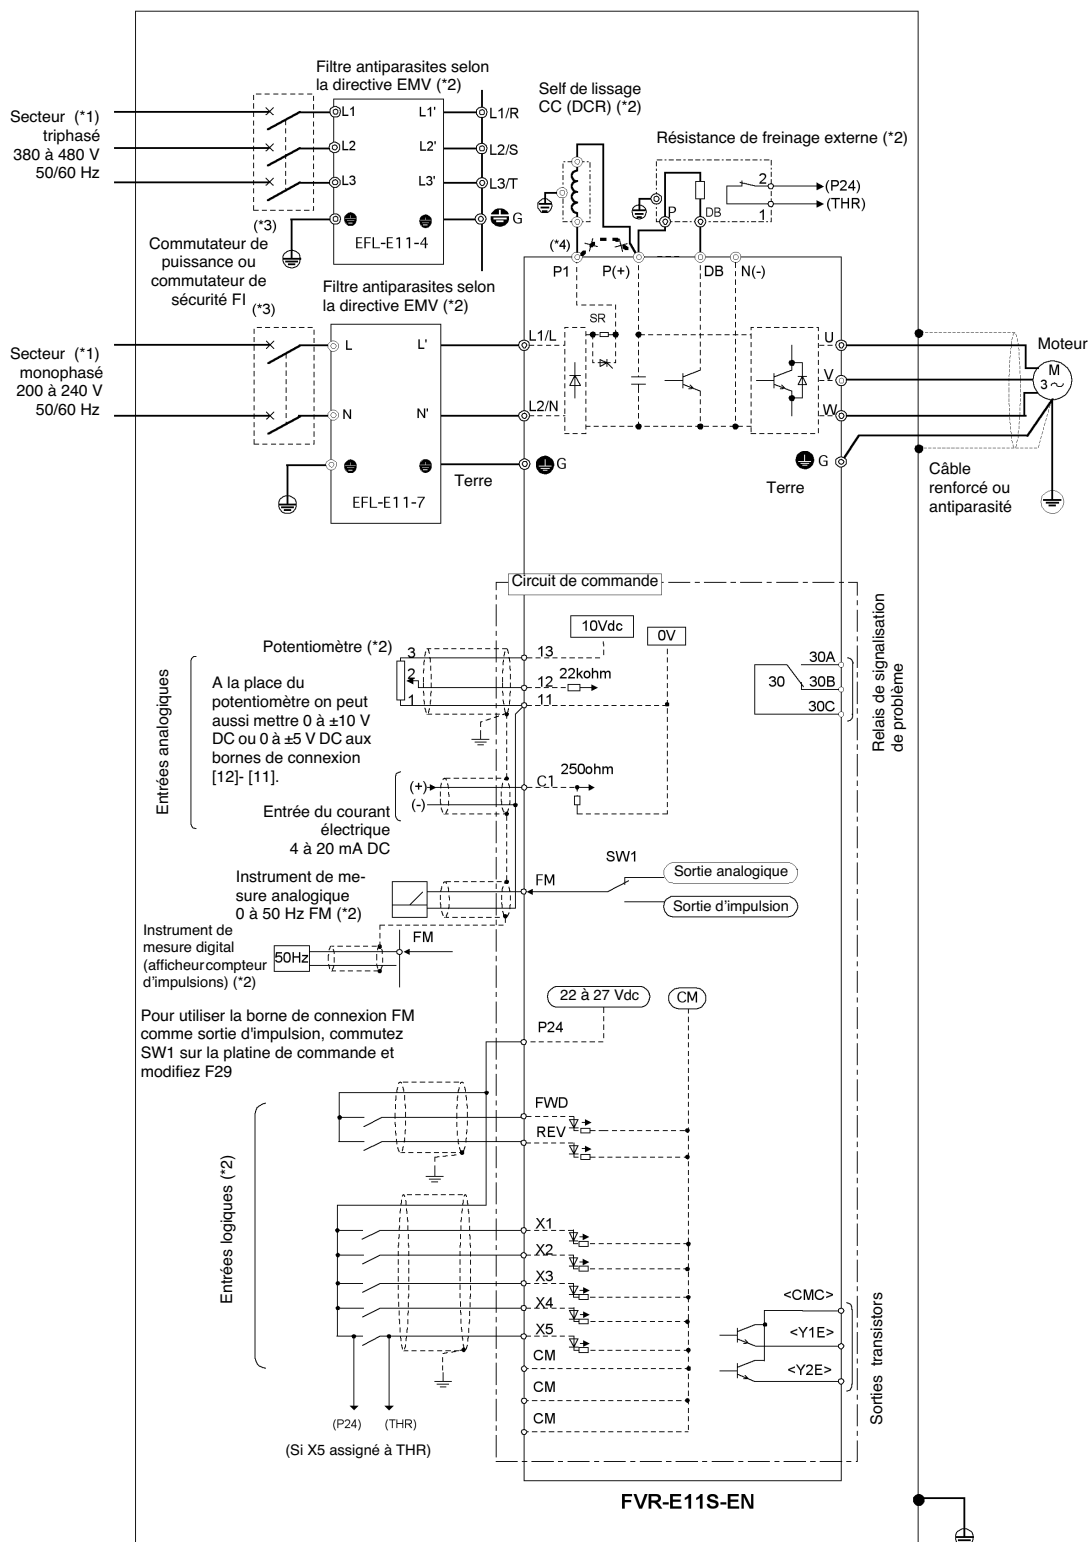 Filtre antiparasites selon
la directive EMV (*2)
Self de lissage
CC (DCR) (*2)
Résistance de freinage externe (*2)
Secteur (*1)
triphasé
380 à 480 V
50/60 Hz
L1
L1'
L1/R
L2
L2'
L2/S
L3
L3'
L3/T
G
EFL-E11-4
2
(P24)
(THR)
1
P
DB
(*3)
Commutateur de
puissance ou
commutateur de
sécurité FI
(*3)
(*4)
P1
P(+)
DB
N(-)
Filtre antiparasites selon
la directive EMV (*2)
Secteur (*1)
monophasé
200 à 240 V
50/60 Hz
L
L'
L1/L
SR
U
Moteur
M
3 ~
V
N
N'
L2/N
W
G
G
Terre
Terre
EFL-E11-7
Câble
renforcé ou
antiparasité
Circuit de commande
10Vdc
0V
Entrées analogiques
Potentiomètre (*2)
3
2
1
13
12
22kohm
11
A la place du
potentiomètre on peut
aussi mettre 0 à ±10 V
DC ou 0 à ±5 V DC aux
bornes de connexion
[12]- [11].
30
30A
30B
30C
Relais de signalisation
de problème
(+)
(-)
C1
250ohm
Entrée du courant
électrique
4 à 20 mA DC
SW1
Instrument de me-
sure analogique
0 à 50 Hz FM (*2)
FM
Sortie analogique
Sortie d'impulsion
Instrument de
mesure digital
(afficheur compteur
d'impulsions) (*2)
50Hz
FM
22 à 27 Vdc
CM
Pour utiliser la borne de connexion FM
comme sortie d'impulsion, commutez
SW1 sur la platine de commande et
modifiez F29
P24
Entrées logiques (*2)
FWD
REV
X1
X2
X3
X4
X5
CM
CM
CM
<CMC>
<Y1E>
<Y2E>
Sorties transistors
(P24)
(THR)
(Si X5 assigné à THR)
FVR-E11S-EN